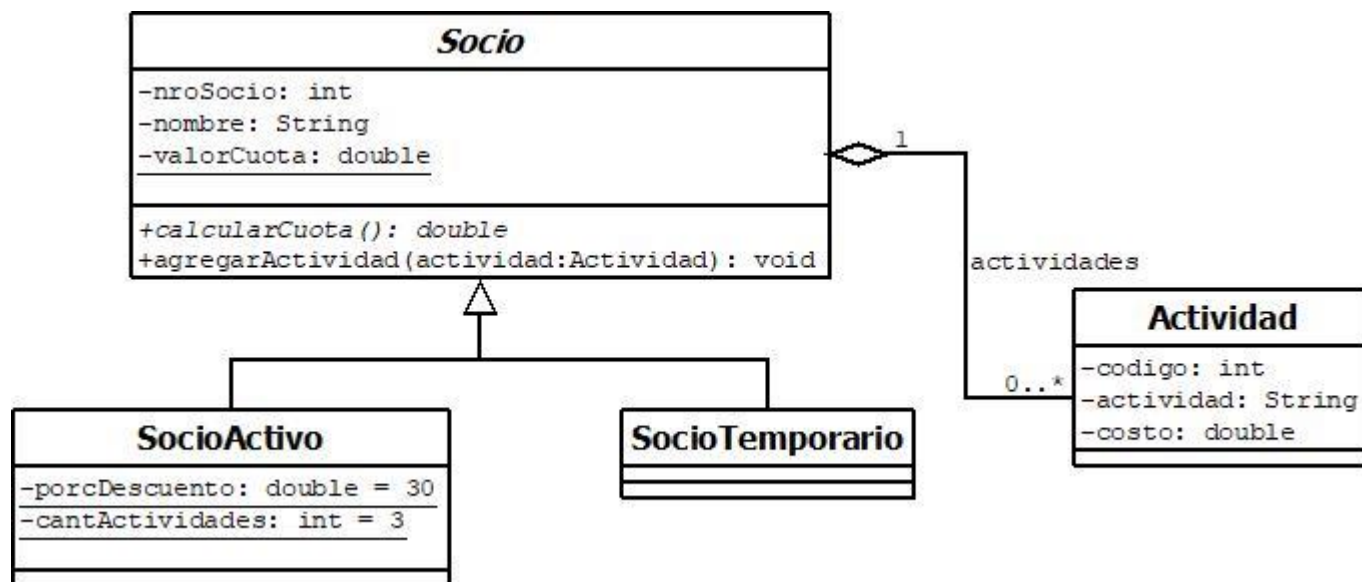 Socio
-nroSocio: int
-nombre: String
-valorCuota: double
+calcularCuota(): double
+agregarActividad(actividad:Actividad): void
1
actividades
0..*
Actividad
-codigo: int
-actividad: String
-costo: double
SocioActivo
-porcDescuento: double = 30
-cantActividades: int = 3
SocioTemporario